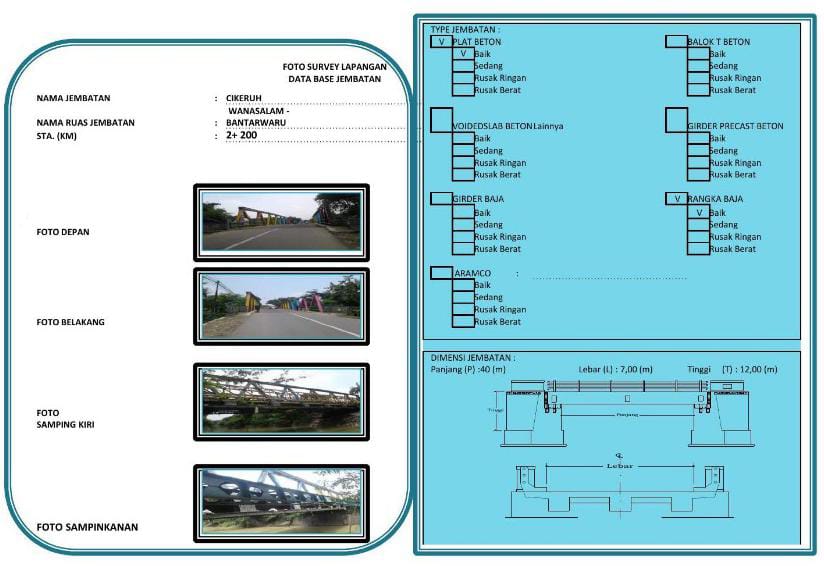 FOTO SURVEY LAPANGAN
DATA BASE JEMBATAN
NAMA JEMBATAN : CIKERUH
WANASALAM -
NAMA RUAS JEMBATAN : BANTARWARU
STA. (KM) : 2+ 200
FOTO DEPAN
FOTO BELAKANG
FOTO
SAMPING KIRI
FOTO SAMPINKANAN
TYPE JEMBATAN :
V PLAT BETON
V Baik
Sedang
Rusak Ringan
Rusak Berat
BALOK T BETON
Baik
Sedang
Rusak Ringan
Rusak Berat
VOIDEDSLAB BETON Lainnya
Baik
Sedang
Rusak Ringan
Rusak Berat
GIRDER PRECAST BETON
Baik
Sedang
Rusak Ringan
Rusak Berat
GIRDER BAJA
Baik
Sedang
Rusak Ringan
Rusak Berat
V RANGKA BAJA
V Baik
Sedang
Rusak Ringan
Rusak Berat
ARAMCO :
Baik
Sedang
Rusak Ringan
Rusak Berat
DIMENSI JEMBATAN :
Panjang (P) :40 (m) Lebar (L) : 7,00 (m) Tinggi (T) : 12,00 (m)
Tinggi
Panjang
Lebar